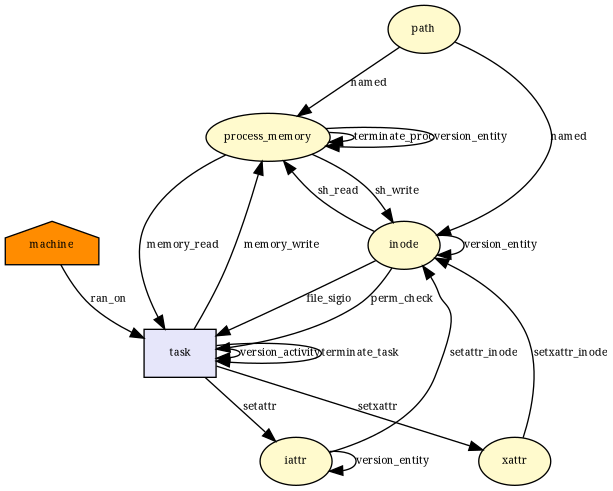 path
named
process_memory
terminate_proc
version_entity
named
sh_read
sh_write
machine
memory_read
memory_write
inode
version_entity
ran_on
file_sigio
perm_check
task
version_activity
terminate_task
setattr_inode
setxattr_inode
setattr
setxattr
iattr
version_entity
xattr